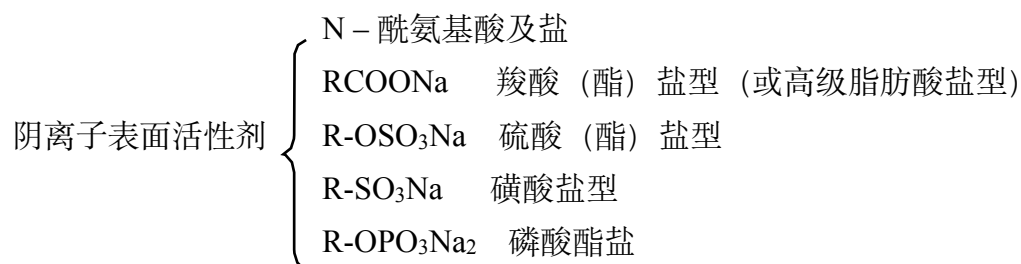 N – 酰氨基酸及盐
RCOONa 羧酸（酯）盐型（或高级脂肪酸盐型）
阴离子表面活性剂
R-OSO₃Na 硫酸（酯）盐型
R-SO₃Na 磺酸盐型
R-OPO₃Na₂ 磷酸酯盐